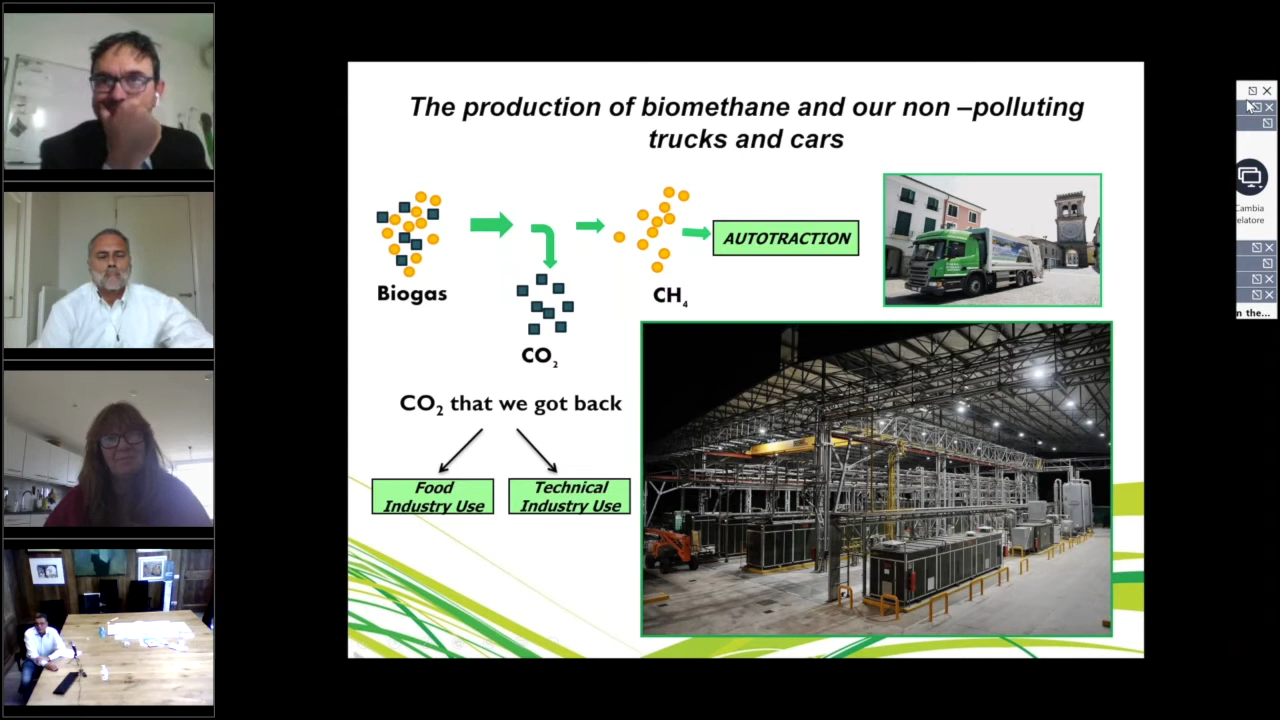 The production of biomethane and our non –polluting
trucks and cars
AUTOTRACTION
Biogas
CH₄
CO₂
CO₂ that we got back
Food
Industry Use
Technical
Industry Use
Cambia
elatore
n the...